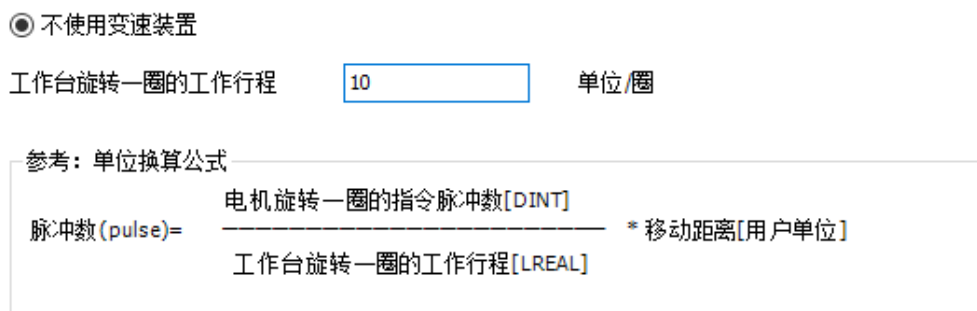 不使用变速装置
工作台旋转一圈的工作行程 10 单位/圈
参考：单位换算公式
电机旋转一圈的指令脉冲数[DINT]
脉冲数(pulse)= ———————————————————————— * 移动距离[用户单位]
工作台旋转一圈的工作行程[LREAL]